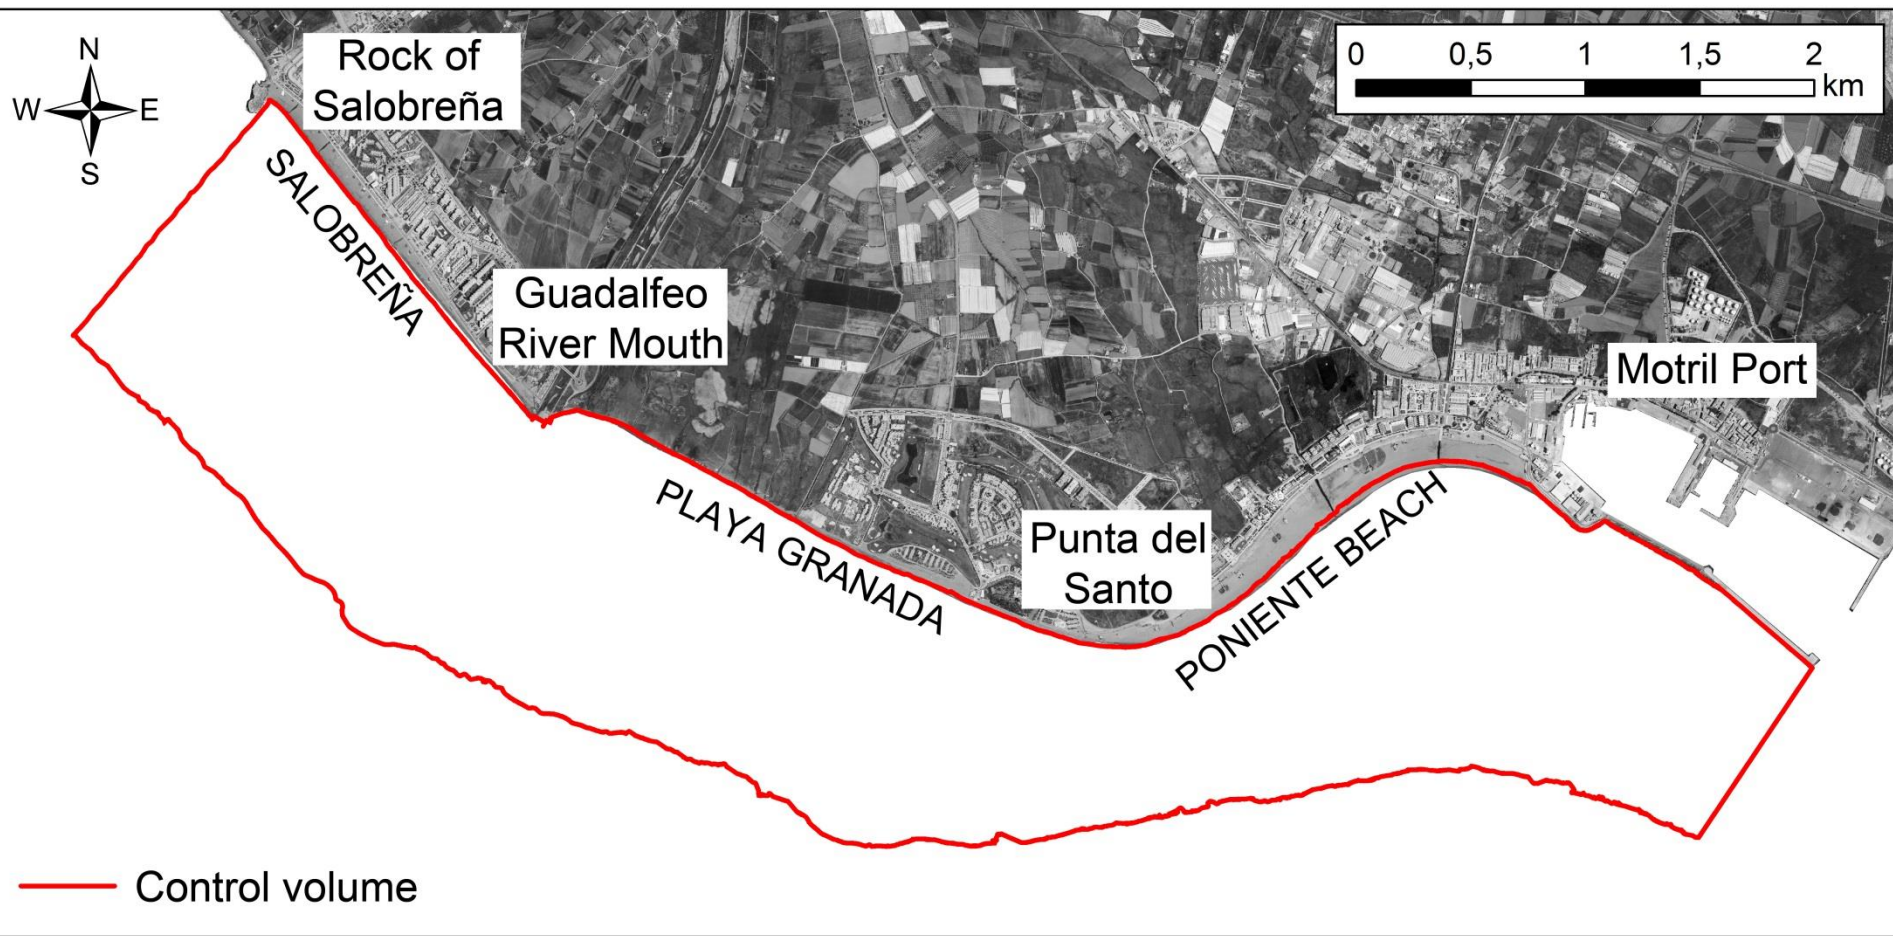 N
W E
S
Rock of
Salobreña
0 0,5 1 1,5 2
km
SALOBREÑA
Guadalfeo
River Mouth
Motril Port
PLAYA GRANADA
Punta del
Santo
PONIENTE BEACH
Control volume